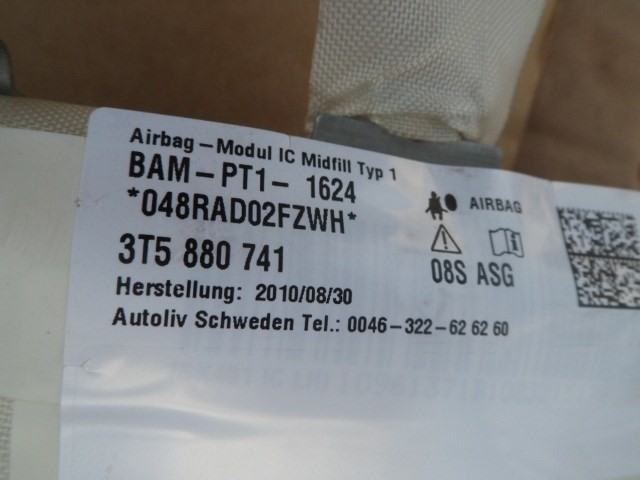 Airbag-Modul IC Midfill Typ 1
BAM-PT1- 1624
*048RAD02FZWH*
AIRBAG
3T5 880 741
08S ASG
Herstellung: 2010/08/30
Autoliv Schweden Tel.: 0046-322-62 62 60